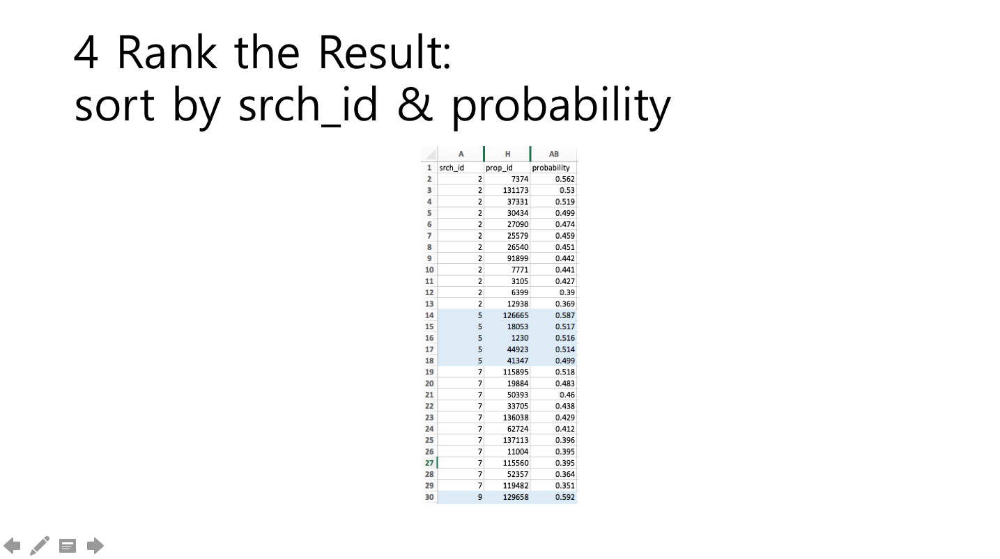 4 Rank the Result:
sort by srch_id & probability
A H AB
1 srch_id prop_id probability
2 2 7374 0.562
3 2 131173 0.53
4 2 37331 0.519
5 2 30434 0.499
6 2 27090 0.474
7 2 25579 0.459
8 2 26540 0.451
9 2 91899 0.442
10 2 7771 0.441
11 2 3105 0.427
12 2 6399 0.39
13 2 12938 0.369
14 5 126665 0.587
15 5 18053 0.517
16 5 1230 0.516
17 5 44923 0.514
18 5 41347 0.499
19 7 115895 0.518
20 7 19884 0.483
21 7 50393 0.46
22 7 33705 0.438
23 7 136038 0.429
24 7 62724 0.412
25 7 137113 0.396
26 7 11004 0.395
27 7 115560 0.395
28 7 52357 0.364
29 7 119482 0.351
30 9 129658 0.592